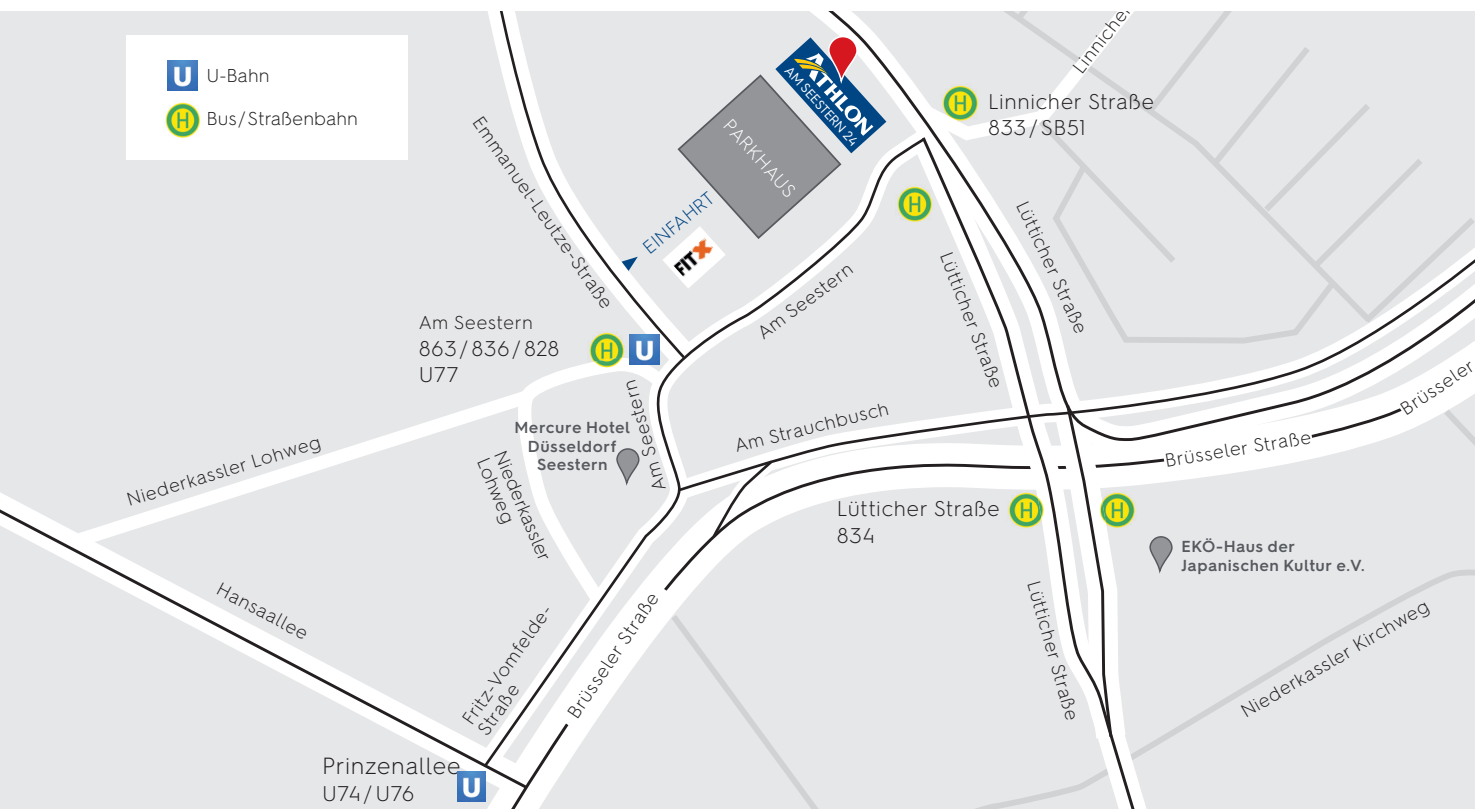 U U-Bahn
H Bus/Straßenbahn
ATHLON
AM SEESTERN 24
PARKHAUS
EINFAHRT
FITX
H Linnicher Straße
833/SB51
Linnicher
H
Emmanuel-Leutze-Straße
Am Seestern
Lütticher Straße
Lütticher Straße
Am Seestern
863/836/828
U77
H U
Am Seestern
Mercure Hotel
Düsseldorf
Seestern
Am Strauchbusch
Niederkassler Lohweg
Niederkassler
Lohweg
Brüsseler
Brüsseler Straße
Lütticher Straße
834
H H
EKÖ-Haus der
Japanischen Kultur e.V.
Hansaallee
Fritz-Vomfelde-
Straße
Brüsseler Straße
Lütticher Straße
Niederkassler Kirchweg
Prinzenallee
U74/U76
U